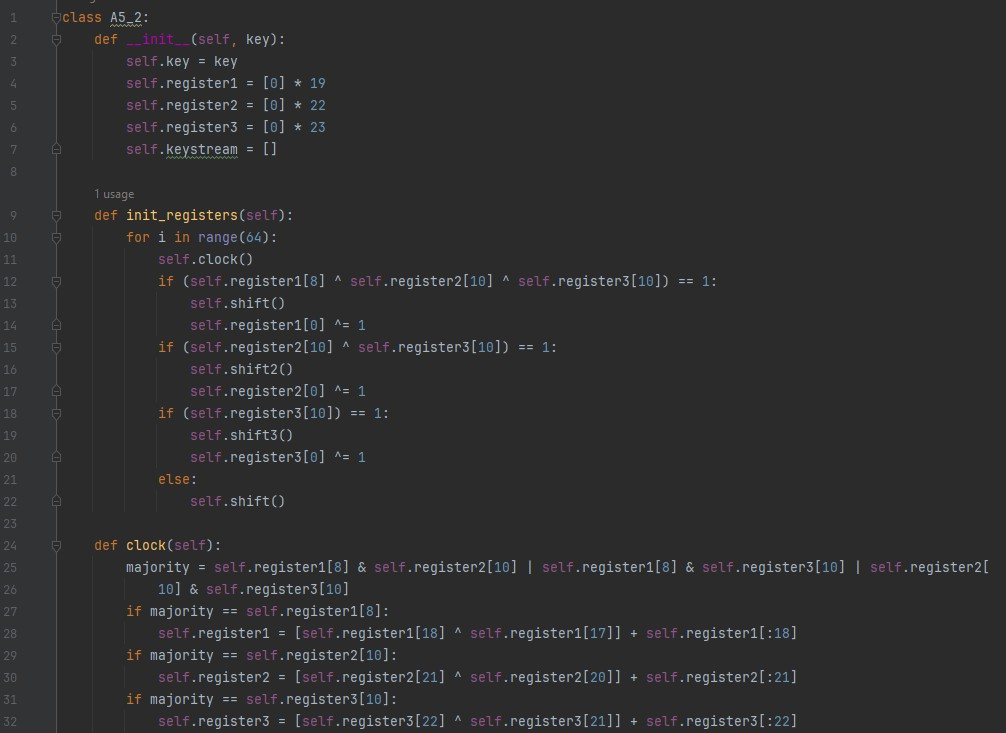 1 class A5_2:
2     def __init__(self, key):
3         self.key = key
4         self.register1 = [0] * 19
5         self.register2 = [0] * 22
6         self.register3 = [0] * 23
7         self.keystream = []
8
1 usage
9     def init_registers(self):
10         for i in range(64):
11             self.clock()
12             if (self.register1[8] ^ self.register2[10] ^ self.register3[10]) == 1:
13                 self.shift()
14                 self.register1[0] ^= 1
15             if (self.register2[10] ^ self.register3[10]) == 1:
16                 self.shift2()
17                 self.register2[0] ^= 1
18             if (self.register3[10]) == 1:
19                 self.shift3()
20                 self.register3[0] ^= 1
21             else:
22                 self.shift()
23
24     def clock(self):
25         majority = self.register1[8] & self.register2[10] | self.register1[8] & self.register3[10] | self.register2[
26             10] & self.register3[10]
27         if majority == self.register1[8]:
28             self.register1 = [self.register1[18] ^ self.register1[17]] + self.register1[:18]
29         if majority == self.register2[10]:
30             self.register2 = [self.register2[21] ^ self.register2[20]] + self.register2[:21]
31         if majority == self.register3[10]:
32             self.register3 = [self.register3[22] ^ self.register3[21]] + self.register3[:22]